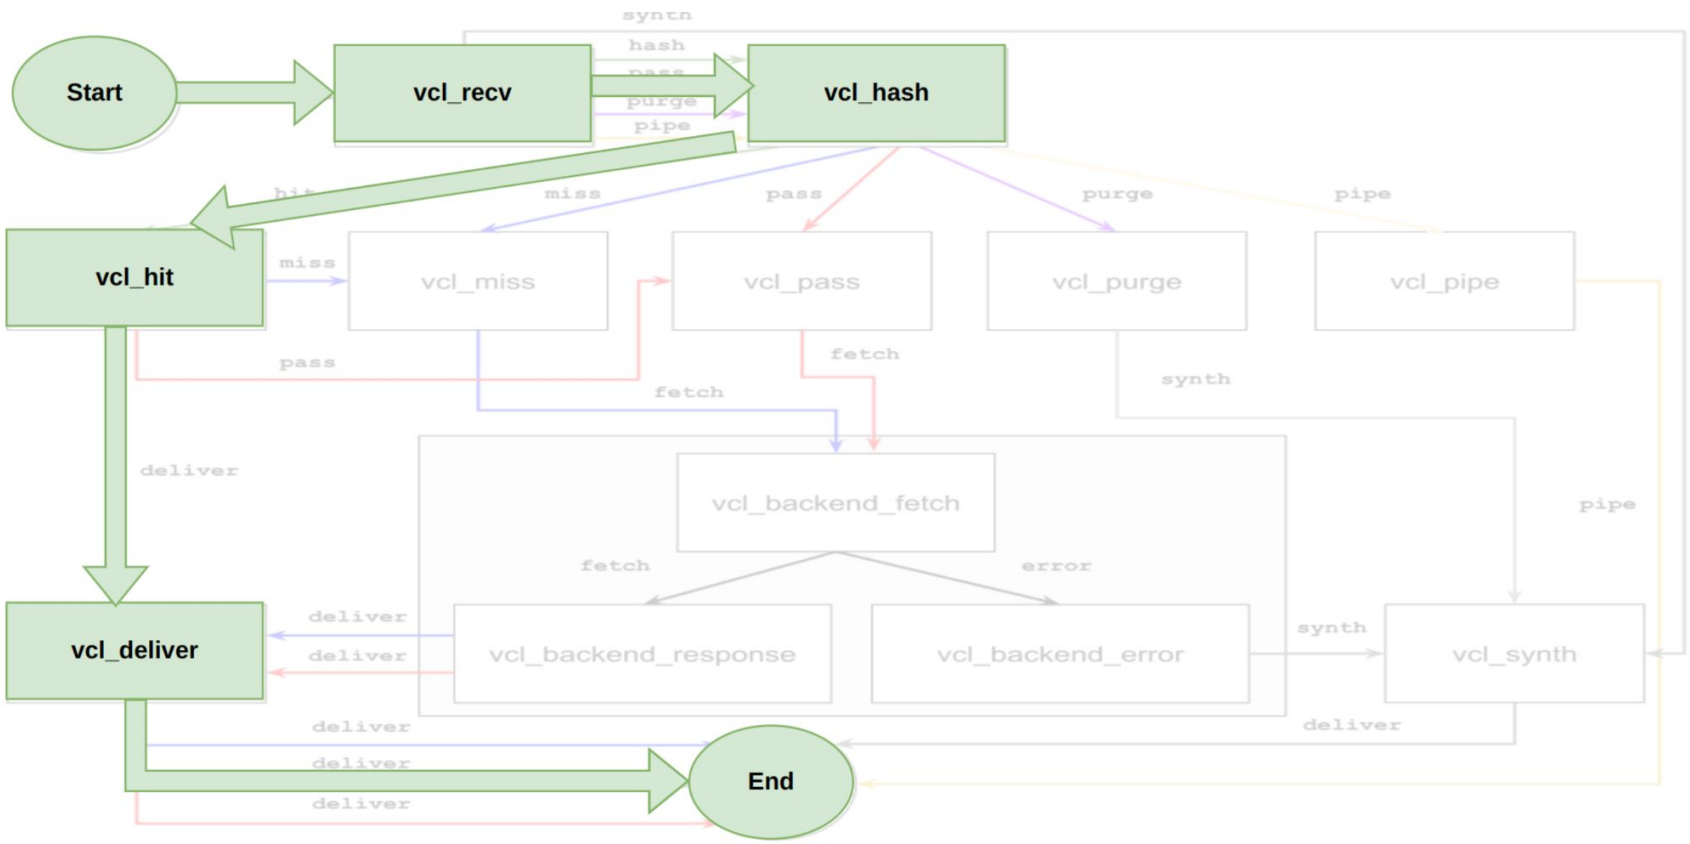 synth
hash
Start
vcl_recv
pass
vcl_hash
purge
pipe
hit
miss
pass
purge
pipe
vcl_hit
miss
vcl_miss
vcl_pass
vcl_purge
vcl_pipe
pass
fetch
fetch
synth
deliver
vcl_backend_fetch
pipe
fetch
error
deliver
synth
vcl_deliver
deliver
vcl_backend_response
vcl_backend_error
vcl_synth
deliver
deliver
deliver
End
deliver